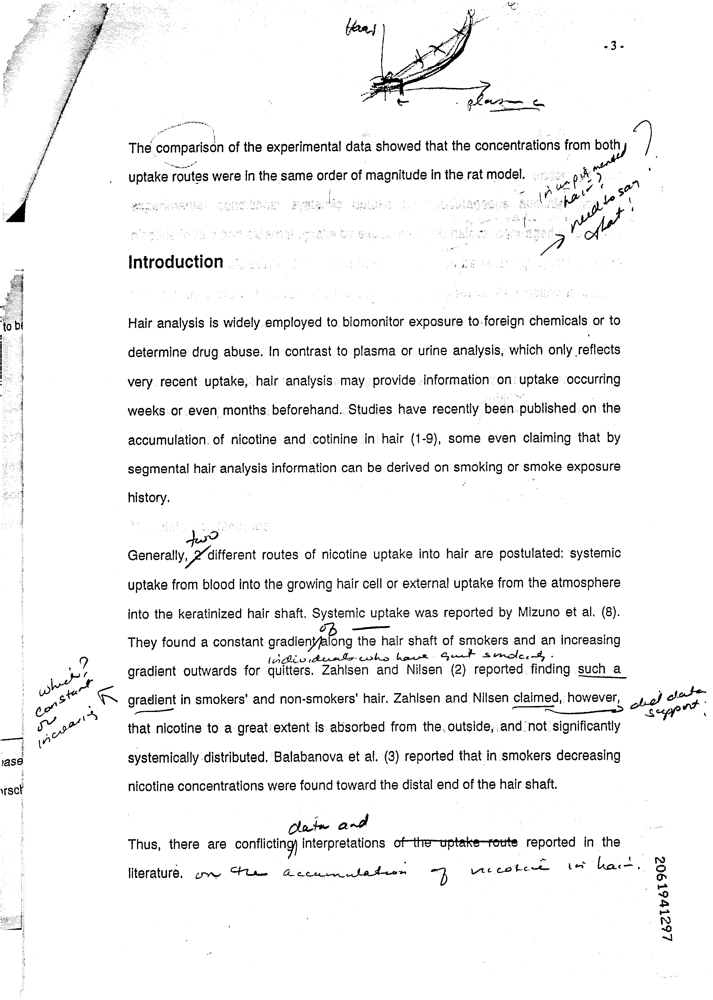 Haar
- 3 -
plasma
The comparison of the experimental data showed that the concentrations from both
uptake routes were in the same order of magnitude in the rat model.
in unpigmented
hair?
need to say
that!
Introduction
to be
Hair analysis is widely employed to biomonitor exposure to foreign chemicals or to
determine drug abuse. In contrast to plasma or urine analysis, which only reflects
very recent uptake, hair analysis may provide information on uptake occurring
weeks or even months beforehand. Studies have recently been published on the
accumulation of nicotine and cotinine in hair (1-9), some even claiming that by
segmental hair analysis information can be derived on smoking or smoke exposure
history.
two
Generally, 2 different routes of nicotine uptake into hair are postulated: systemic
uptake from blood into the growing hair cell or external uptake from the atmosphere
into the keratinized hair shaft. Systemic uptake was reported by Mizuno et al. (8).
of
They found a constant gradient along the hair shaft of smokers and an increasing
individuals who have quit smoking.
gradient outwards for quitters. Zahlsen and Nilsen (2) reported finding such a
which?
constant
or
increasing
gradient in smokers' and non-smokers' hair. Zahlsen and Nilsen claimed, however,
did data
support?
that nicotine to a great extent is absorbed from the outside, and not significantly
systemically distributed. Balabanova et al. (3) reported that in smokers decreasing
nicotine concentrations were found toward the distal end of the hair shaft.
data and
Thus, there are conflicting interpretations of the uptake route reported in the
literature. on the accumulation of nicotine in hair.
2061941297